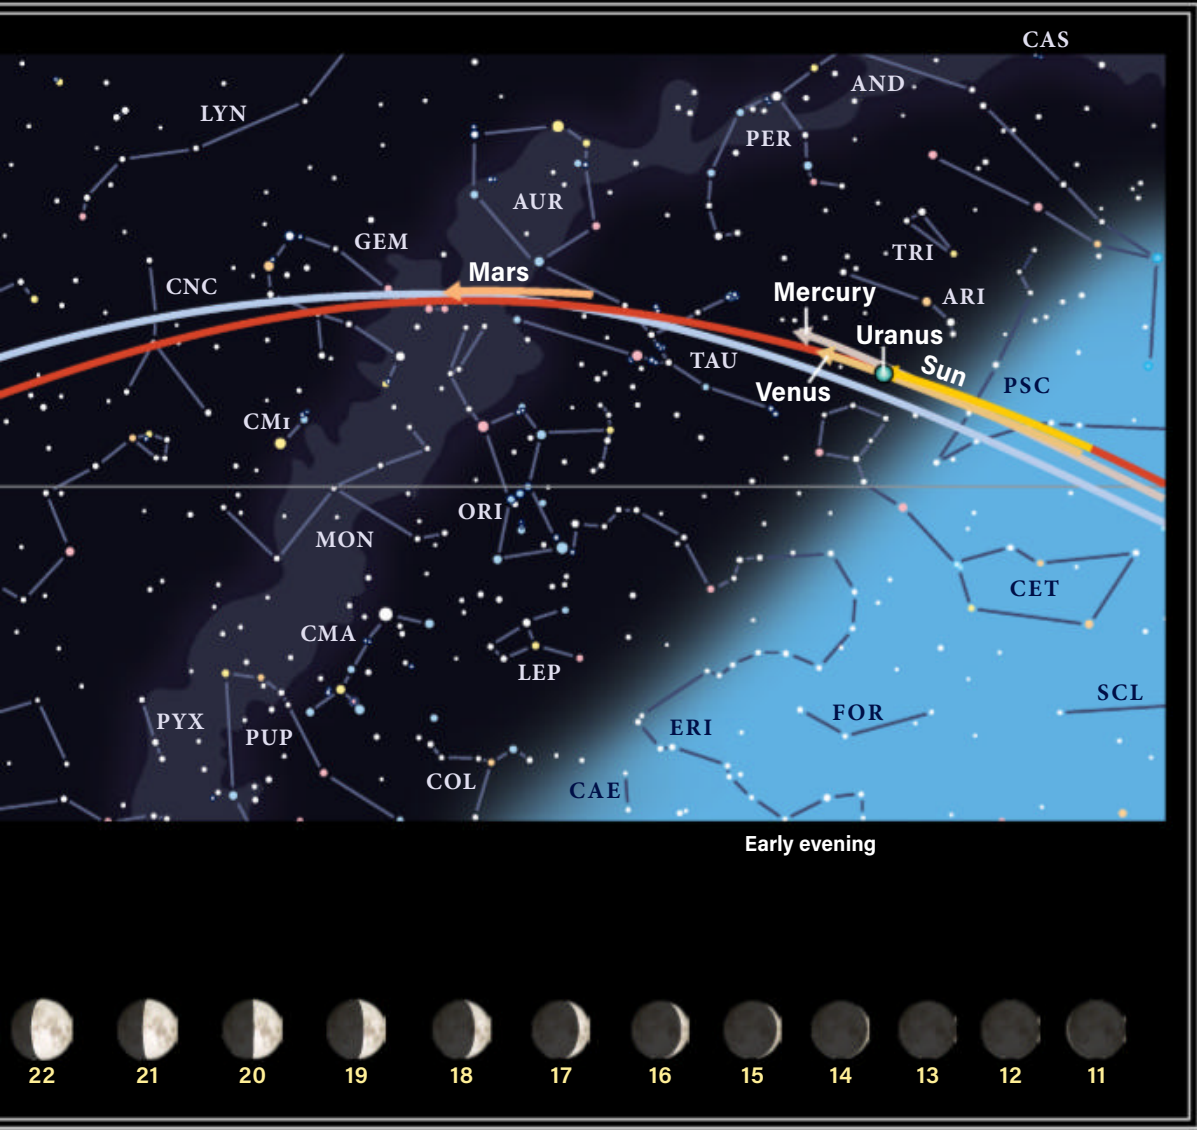 CAS
AND
LYN
PER
AUR
GEM
TRI
Mars
CNC
Mercury
ARI
Uranus
TAU
Sun
PSC
Venus
CMi
ORI
MON
CET
CMA
LEP
SCL
FOR
PYX
ERI
PUP
COL
CAE
Early evening
22 21 20 19 18 17 16 15 14 13 12 11